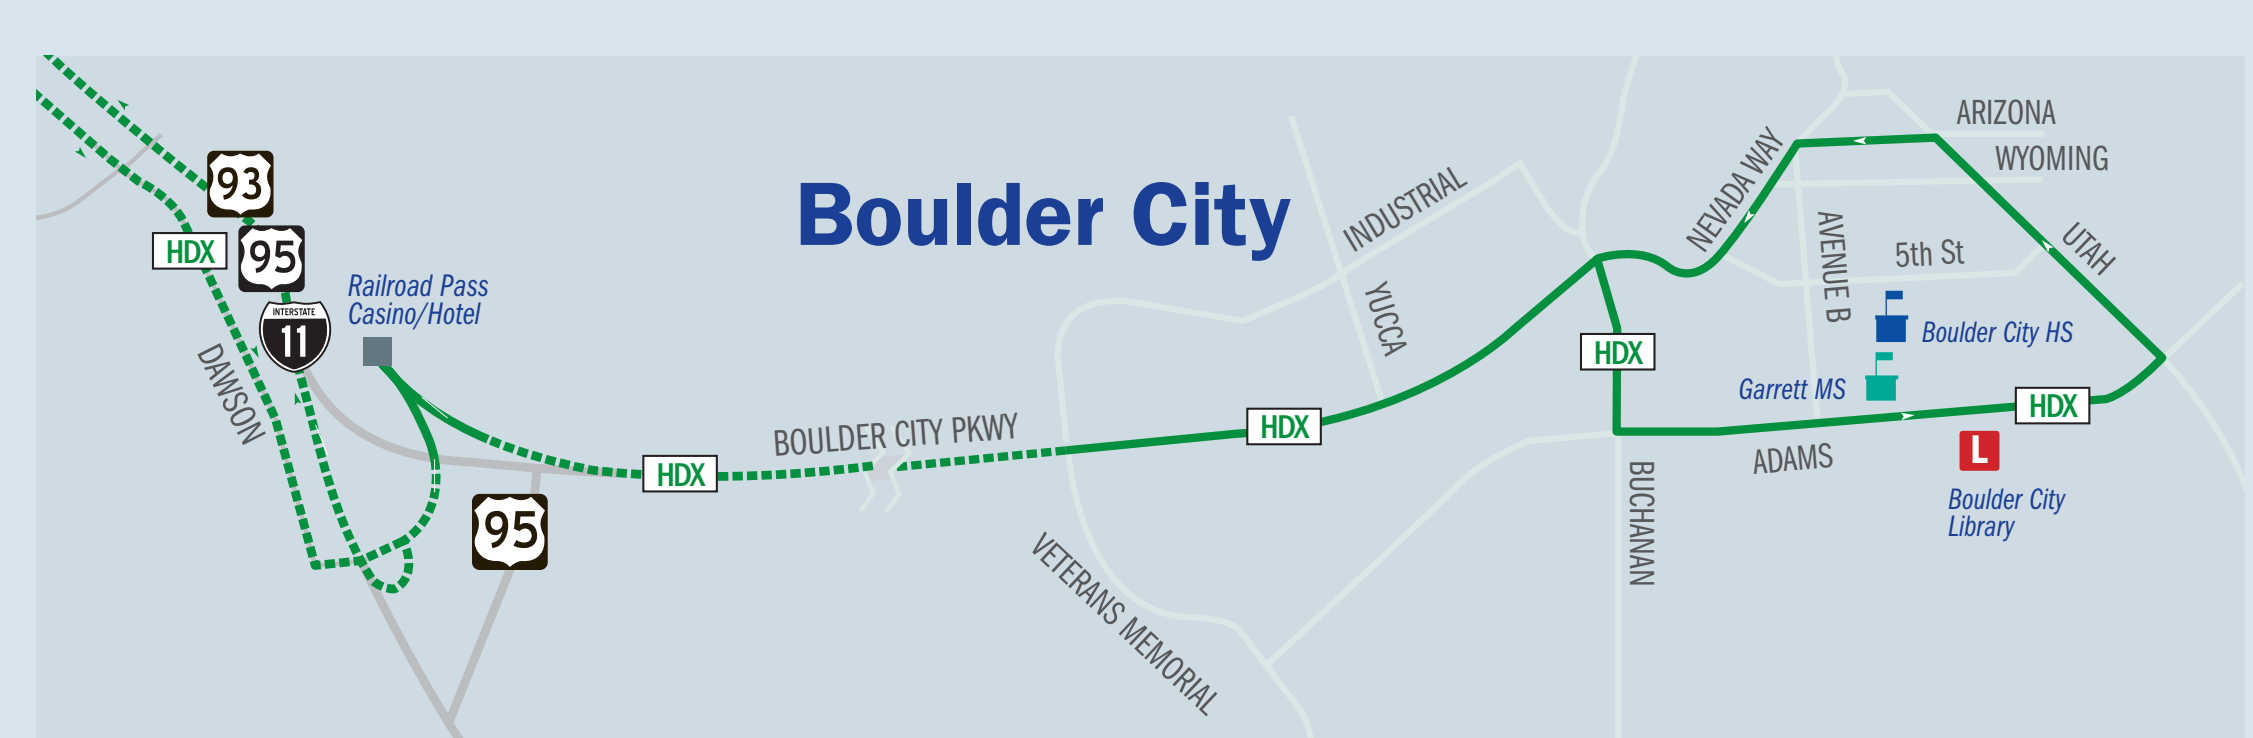 Boulder City
93
HDX
95
INTERSTATE
11
Railroad Pass
Casino/Hotel
DAWSON
95
HDX
BOULDER CITY PKWY
HDX
INDUSTRIAL
YUCCA
VETERANS MEMORIAL
HDX
BUCHANAN
NEVADA WAY
ARIZONA
WYOMING
AVENUE B
5th St
UTAH
Boulder City HS
Garrett MS
HDX
ADAMS
L
Boulder City
Library